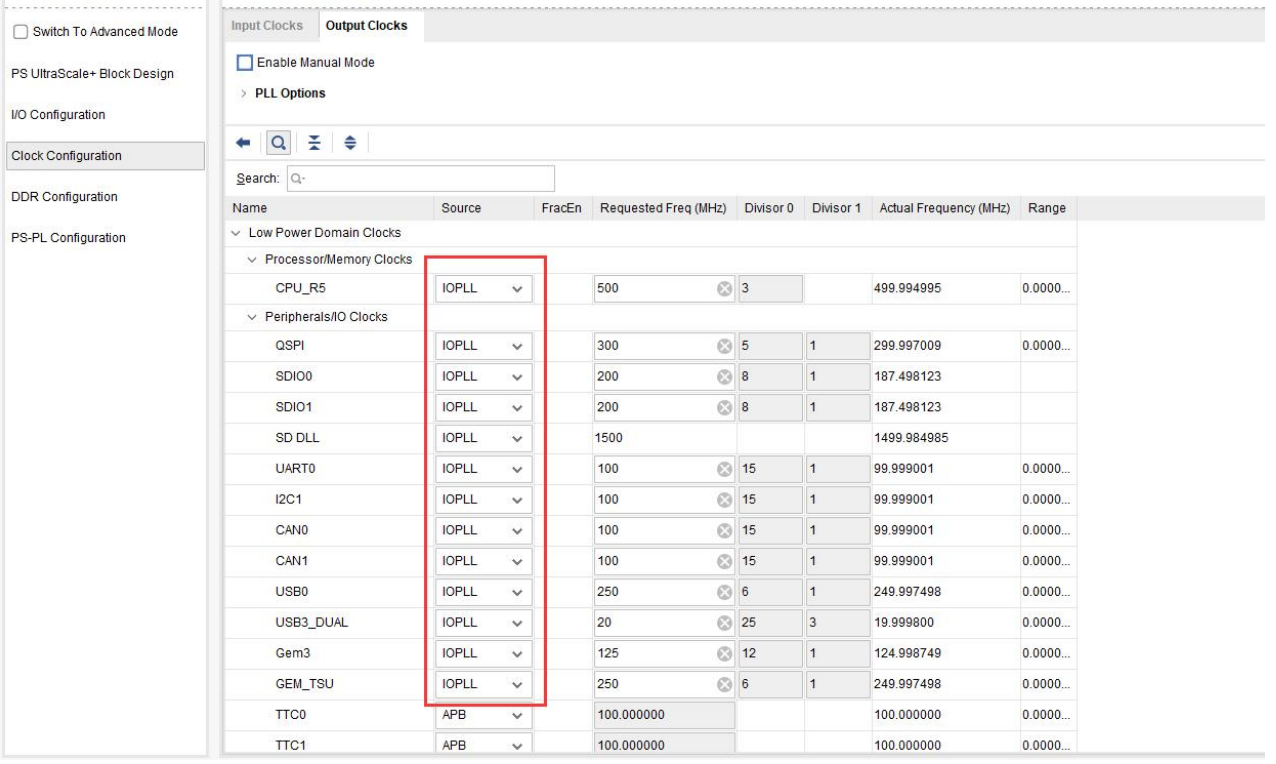 Switch To Advanced Mode
PS UltraScale+ Block Design
I/O Configuration
Clock Configuration
DDR Configuration
PS-PL Configuration
Input Clocks Output Clocks
Enable Manual Mode
PLL Options
Search:
Name Source FracEn Requested Freq (MHz) Divisor 0 Divisor 1 Actual Frequency (MHz) Range
Low Power Domain Clocks
Processor/Memory Clocks
CPU_R5 IOPLL 500 3 499.994995 0.0000...
Peripherals/IO Clocks
QSPI IOPLL 300 5 1 299.997009 0.0000...
SDIO0 IOPLL 200 8 1 187.498123
SDIO1 IOPLL 200 8 1 187.498123
SD DLL IOPLL 1500 1499.984985
UART0 IOPLL 100 15 1 99.999001 0.0000...
I2C1 IOPLL 100 15 1 99.999001 0.0000...
CAN0 IOPLL 100 15 1 99.999001 0.0000...
CAN1 IOPLL 100 15 1 99.999001 0.0000...
USB0 IOPLL 250 6 1 249.997498 0.0000...
USB3_DUAL IOPLL 20 25 3 19.999800 0.0000...
Gem3 IOPLL 125 12 1 124.998749 0.0000...
GEM_TSU IOPLL 250 6 1 249.997498 0.0000...
TTC0 APB 100.000000 100.000000 0.0000...
TTC1 APB 100.000000 100.000000 0.0000...